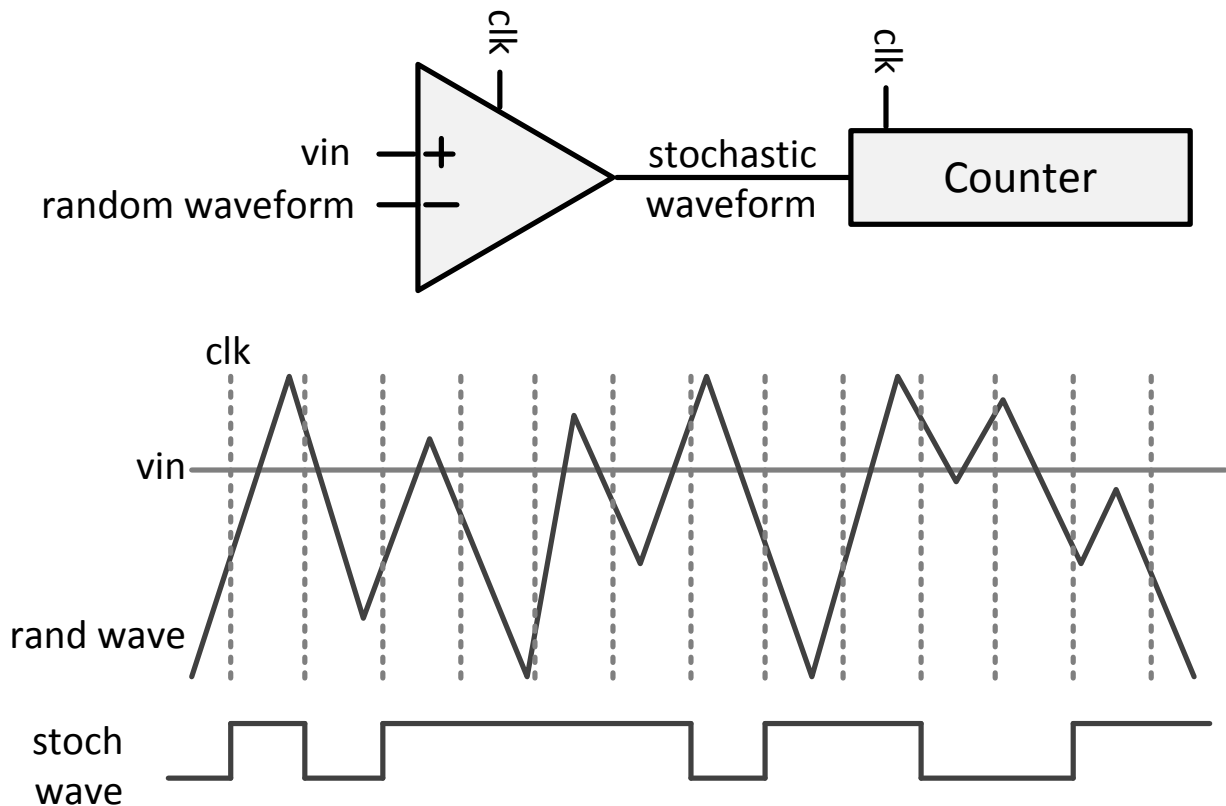 clk
clk
vin
+
random waveform
−
stochastic
waveform
Counter
clk
vin
rand wave
stoch
wave